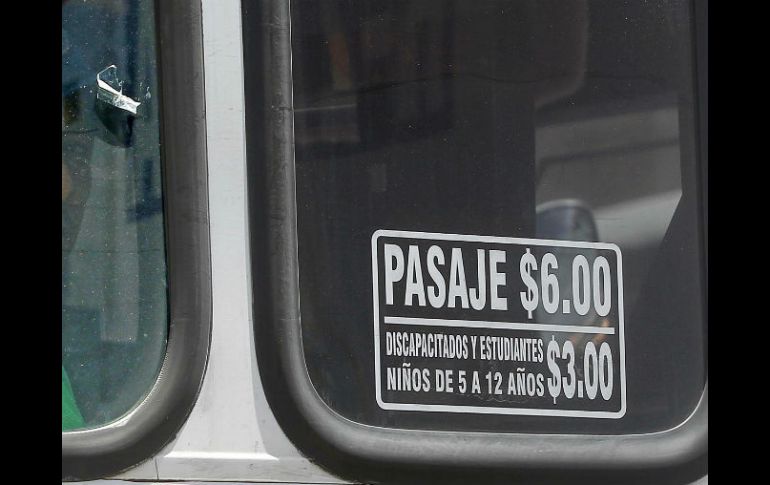 PASAJE $6.00
DISCAPACITADOS Y ESTUDIANTES
NIÑOS DE 5 A 12 AÑOS $3.00